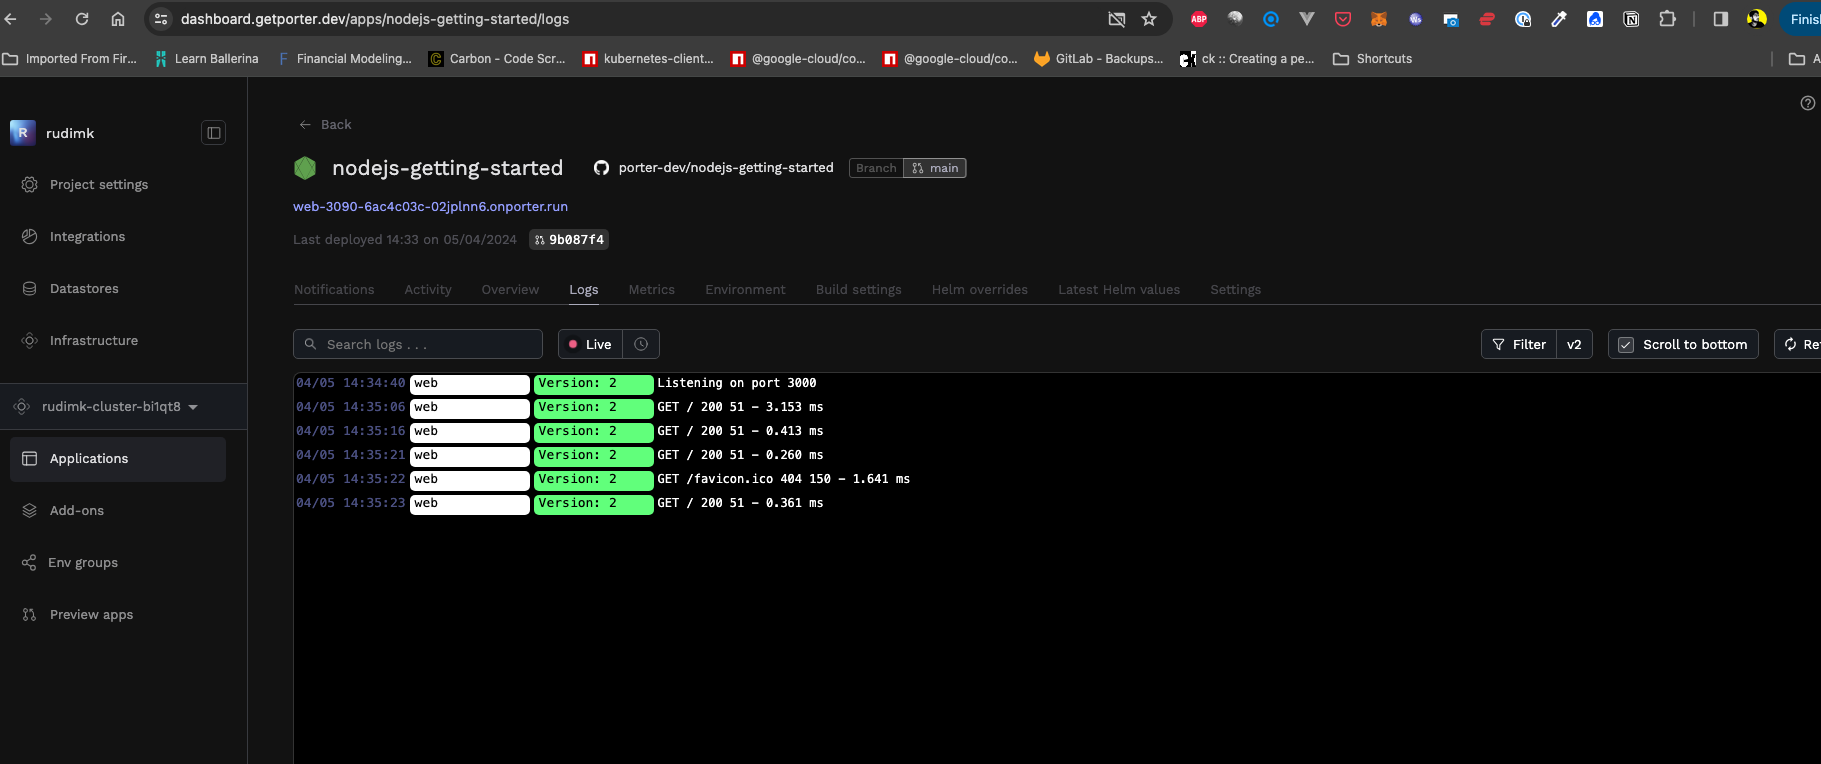 dashboard.getporter.dev/apps/nodejs-getting-started/logs
ABP
Finis
Imported From Fir...
Learn Ballerina
F Financial Modeling...
C Carbon - Code Scr...
kubernetes-client...
@google-cloud/co...
@google-cloud/co...
GitLab - Backups...
ck :: Creating a pe...
Shortcuts
A
R rudimk
Project settings
Integrations
Datastores
Infrastructure
rudimk-cluster-bi1qt8
Applications
Add-ons
Env groups
Preview apps
Back
nodejs-getting-started porter-dev/nodejs-getting-started Branch main
web-3090-6ac4c03c-02jplnn6.onporter.run
Last deployed 14:33 on 05/04/2024 9b087f4
Notifications Activity Overview Logs Metrics Environment Build settings Helm overrides Latest Helm values Settings
Search logs . . . Live Filter v2 Scroll to bottom Re
04/05 14:34:40 web Version: 2 Listening on port 3000
04/05 14:35:06 web Version: 2 GET / 200 51 - 3.153 ms
04/05 14:35:16 web Version: 2 GET / 200 51 - 0.413 ms
04/05 14:35:21 web Version: 2 GET / 200 51 - 0.260 ms
04/05 14:35:22 web Version: 2 GET /favicon.ico 404 150 - 1.641 ms
04/05 14:35:23 web Version: 2 GET / 200 51 - 0.361 ms